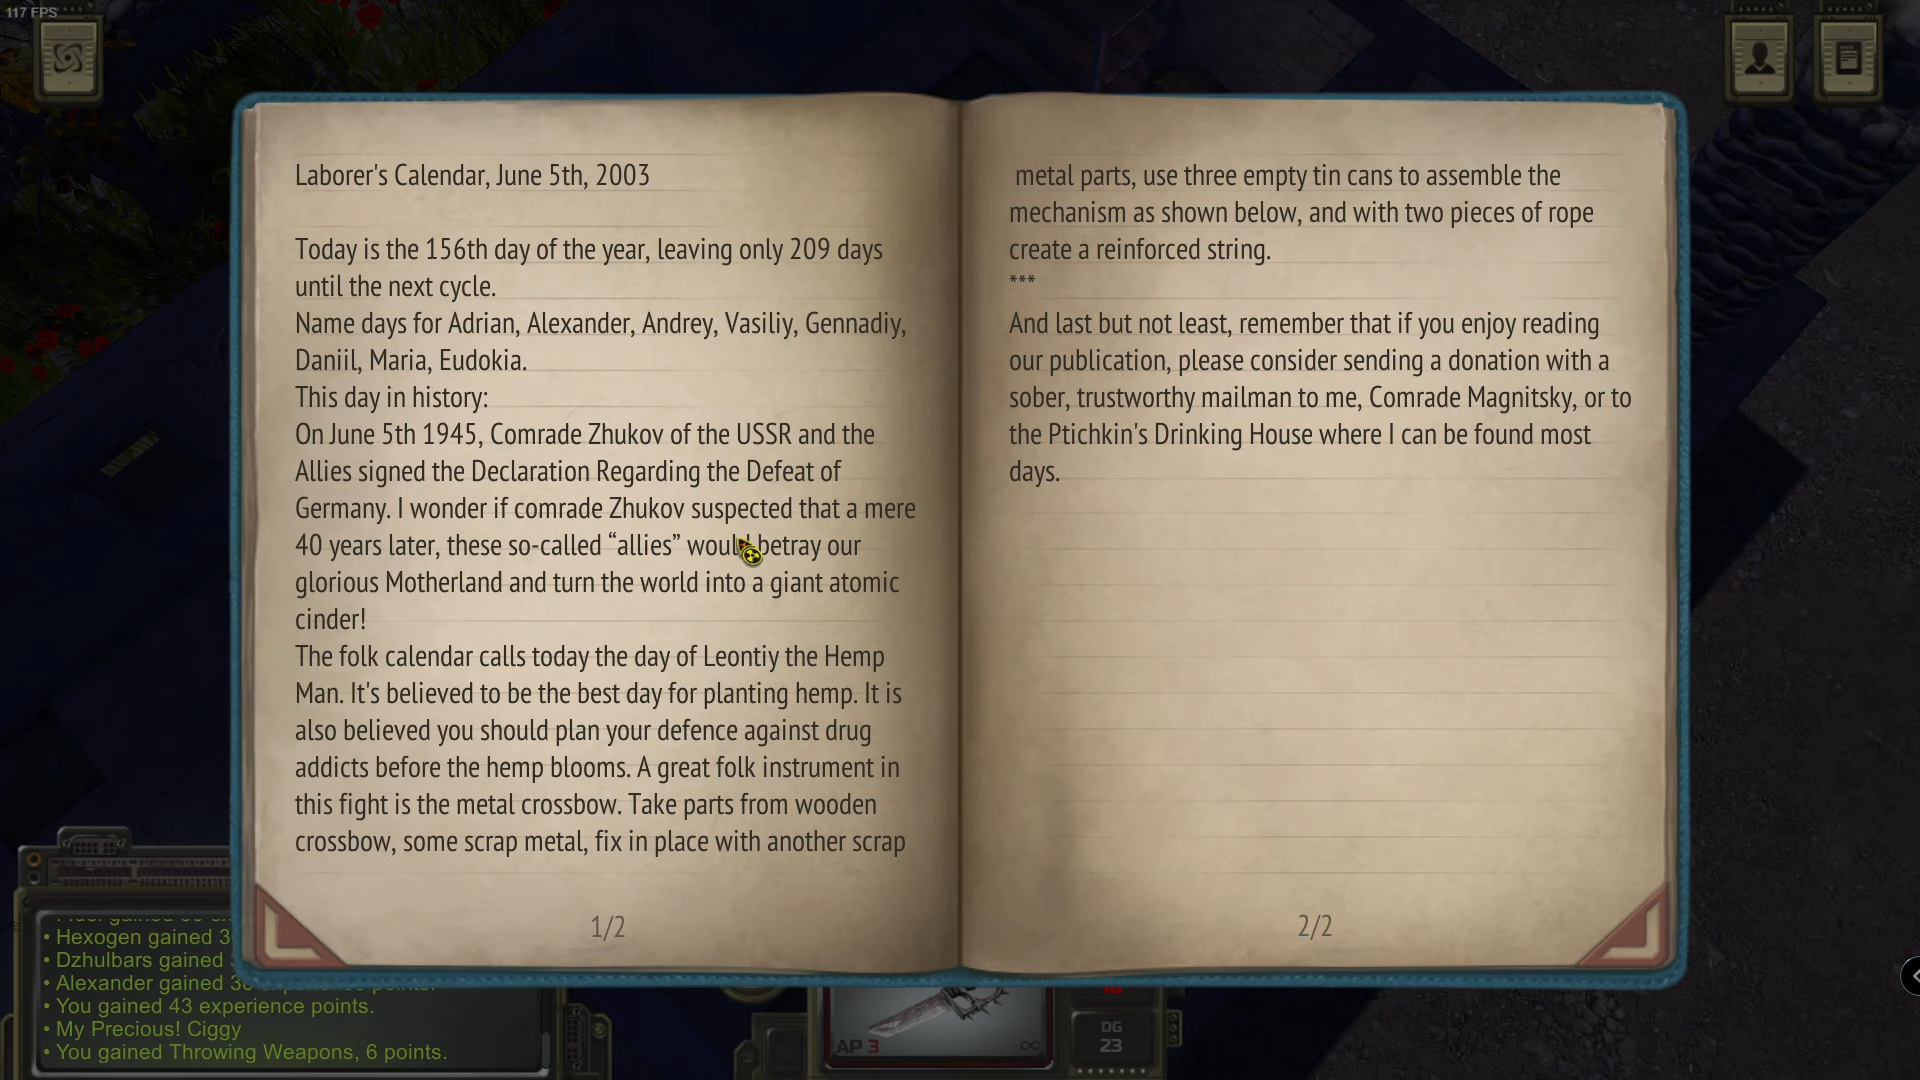 117 FPS
Laborer's Calendar, June 5th, 2003
Today is the 156th day of the year, leaving only 209 days
until the next cycle.
Name days for Adrian, Alexander, Andrey, Vasiliy, Gennadiy,
Daniil, Maria, Eudokia.
This day in history:
On June 5th 1945, Comrade Zhukov of the USSR and the
Allies signed the Declaration Regarding the Defeat of
Germany. I wonder if comrade Zhukov suspected that a mere
40 years later, these so-called “allies” would betray our
glorious Motherland and turn the world into a giant atomic
cinder!
The folk calendar calls today the day of Leontiy the Hemp
Man. It's believed to be the best day for planting hemp. It is
also believed you should plan your defence against drug
addicts before the hemp blooms. A great folk instrument in
this fight is the metal crossbow. Take parts from wooden
crossbow, some scrap metal, fix in place with another scrap
1/2
metal parts, use three empty tin cans to assemble the
mechanism as shown below, and with two pieces of rope
create a reinforced string.
***
And last but not least, remember that if you enjoy reading
our publication, please consider sending a donation with a
sober, trustworthy mailman to me, Comrade Magnitsky, or to
the Ptichkin's Drinking House where I can be found most
days.
2/2
• Hexogen gained 3
• Dzhulbars gained
• Alexander gained 30 experience points.
• You gained 43 experience points.
• My Precious! Ciggy
• You gained Throwing Weapons, 6 points.
AP 3
∞
DG
23